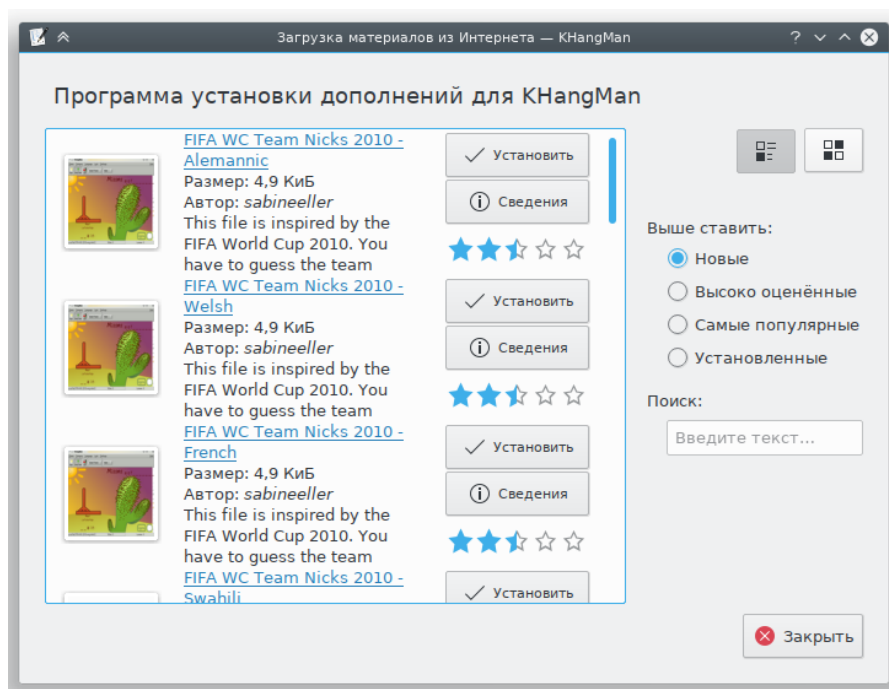 Загрузка материалов из Интернета — KHangMan
Программа установки дополнений для KHangMan
FIFA WC Team Nicks 2010 -
Alemannic
Размер: 4,9 КиБ
Автор: sabineeller
This file is inspired by the
FIFA World Cup 2010. You
have to guess the team
Установить
Сведения
FIFA WC Team Nicks 2010 -
Welsh
Размер: 4,9 КиБ
Автор: sabineeller
This file is inspired by the
FIFA World Cup 2010. You
have to guess the team
Установить
Сведения
FIFA WC Team Nicks 2010 -
French
Размер: 4,9 КиБ
Автор: sabineeller
This file is inspired by the
FIFA World Cup 2010. You
have to guess the team
Установить
Сведения
FIFA WC Team Nicks 2010 -
Swahili
Установить
Выше ставить:
Новые
Высоко оценённые
Самые популярные
Установленные
Поиск:
Введите текст...
Закрыть